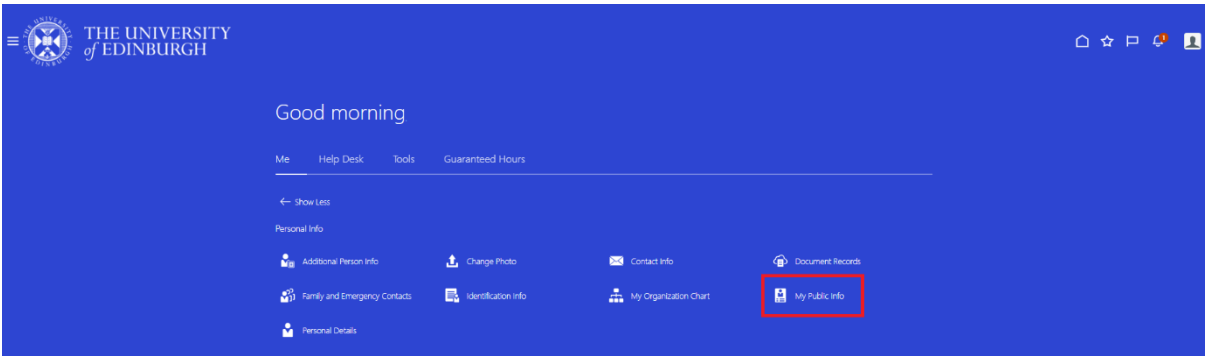 THE UNIVERSITY
of EDINBURGH
Good morning
Me Help Desk Tools Guaranteed Hours
← Show Less
Personal Info
Additional Person Info Change Photo Contact Info Document Records
Family and Emergency Contacts Identification Info My Organization Chart My Public Info
Personal Details